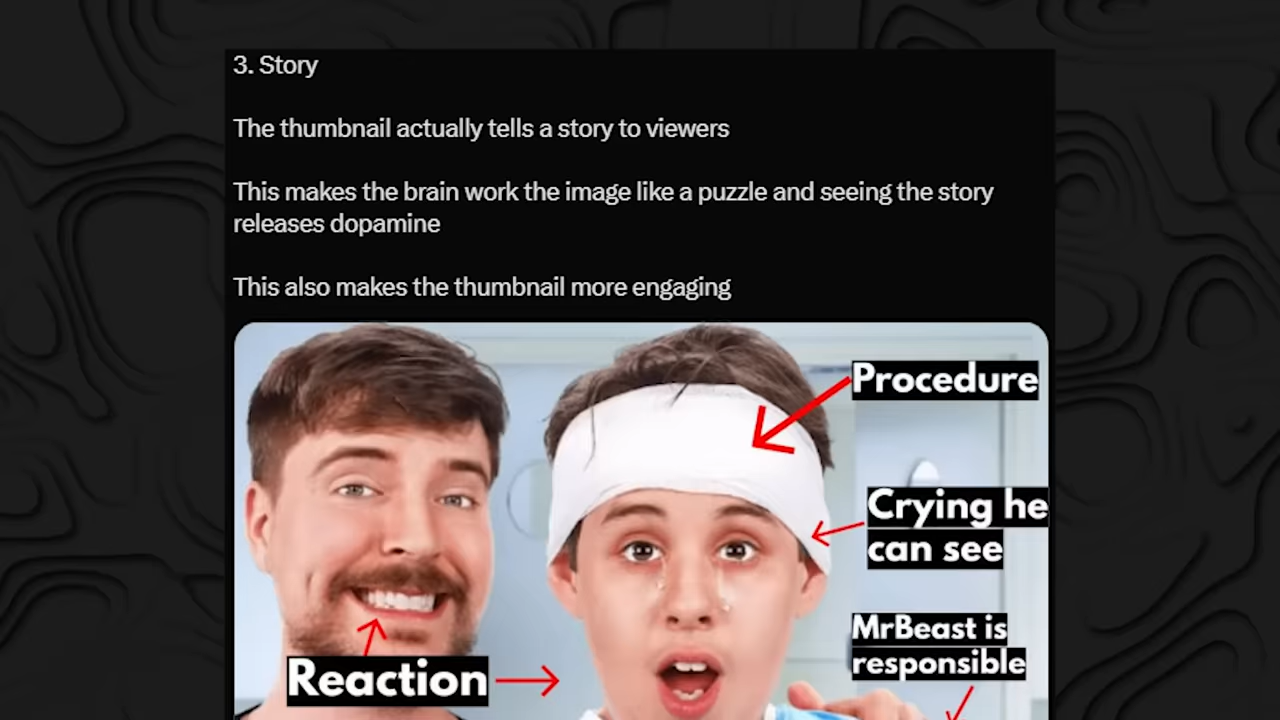 3. Story
The thumbnail actually tells a story to viewers
This makes the brain work the image like a puzzle and seeing the story
releases dopamine
This also makes the thumbnail more engaging
Procedure
Crying he
can see
MrBeast is
responsible
Reaction